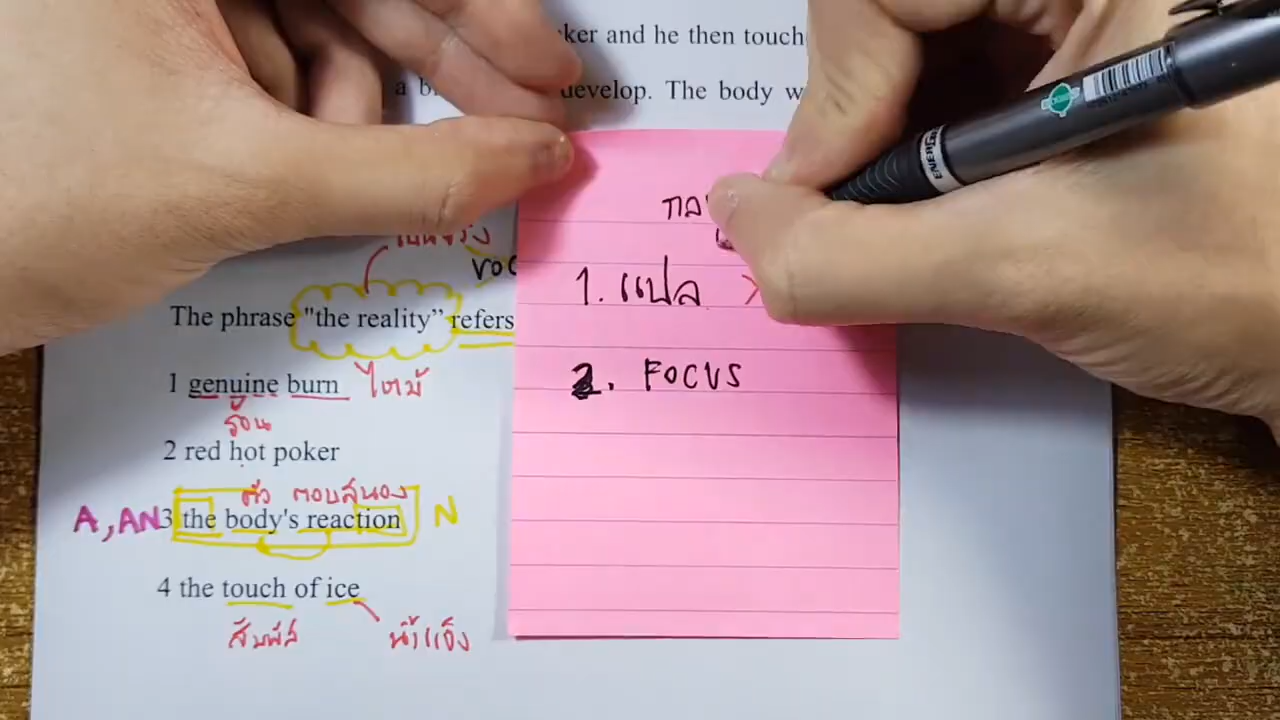 ker and he then touch
a b develop. The body w
เป็นจริง
VOC
The phrase "the reality" refers
1 genuine burn ไหม้
ร้อน
2 red hot poker
ตัว ตอบสนอง
A, AN 3 the body's reaction N
4 the touch of ice
สัมผัส น้ำแข็ง
1. แปล X
2. FOCUS